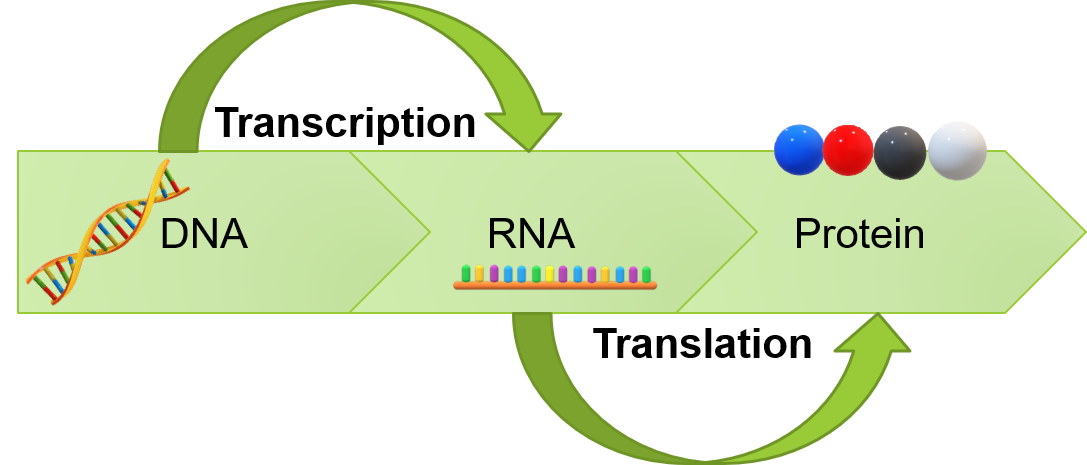 Transcription
DNA
RNA
Protein
Translation